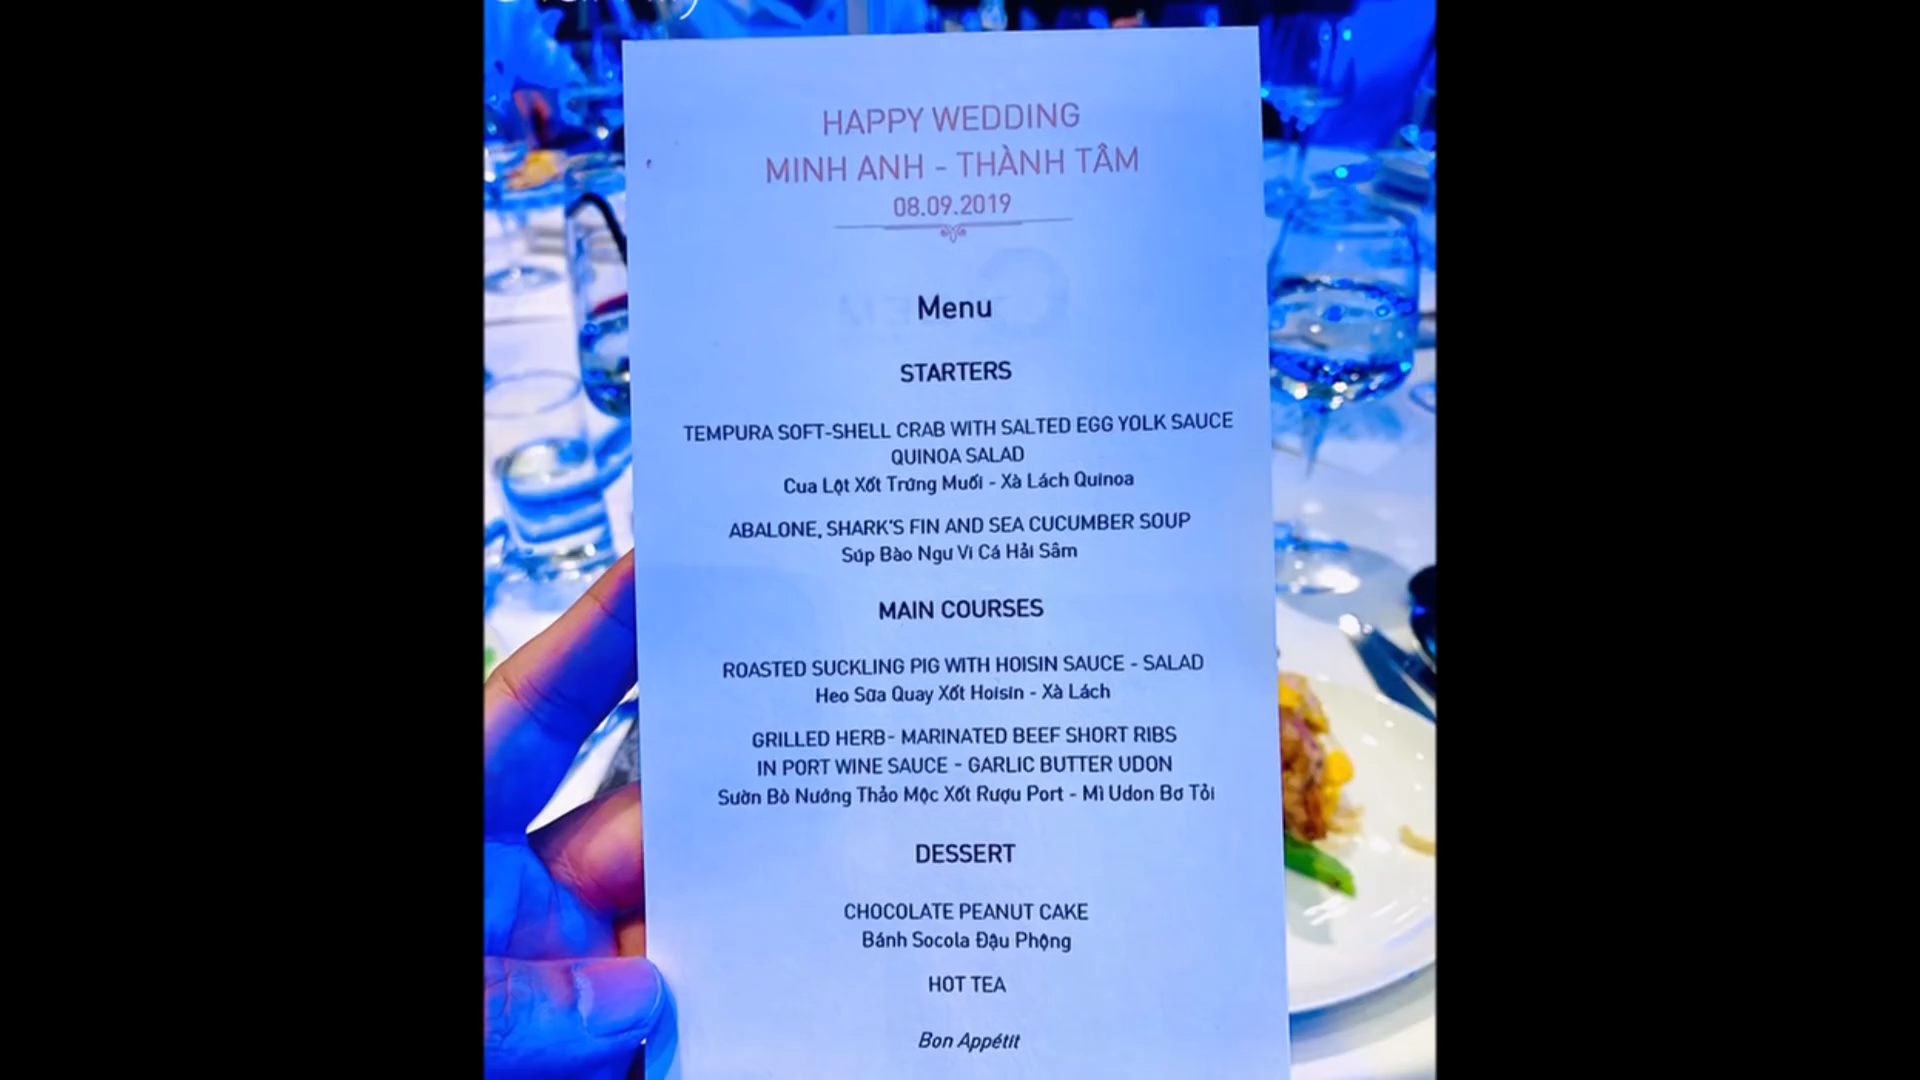 HAPPY WEDDING
MINH ANH - THÀNH TÂM
08.09.2019
Menu
STARTERS
TEMPURA SOFT-SHELL CRAB WITH SALTED EGG YOLK SAUCE
QUINOA SALAD
Cua Lột Xốt Trứng Muối - Xà Lách Quinoa
ABALONE, SHARK'S FIN AND SEA CUCUMBER SOUP
Súp Bào Ngư Vi Cá Hải Sâm
MAIN COURSES
ROASTED SUCKLING PIG WITH HOISIN SAUCE - SALAD
Heo Sữa Quay Xốt Hoisin - Xà Lách
GRILLED HERB- MARINATED BEEF SHORT RIBS
IN PORT WINE SAUCE - GARLIC BUTTER UDON
Sườn Bò Nướng Thảo Mộc Xốt Rượu Port - Mì Udon Bơ Tỏi
DESSERT
CHOCOLATE PEANUT CAKE
Bánh Socola Đậu Phộng
HOT TEA
Bon Appétit